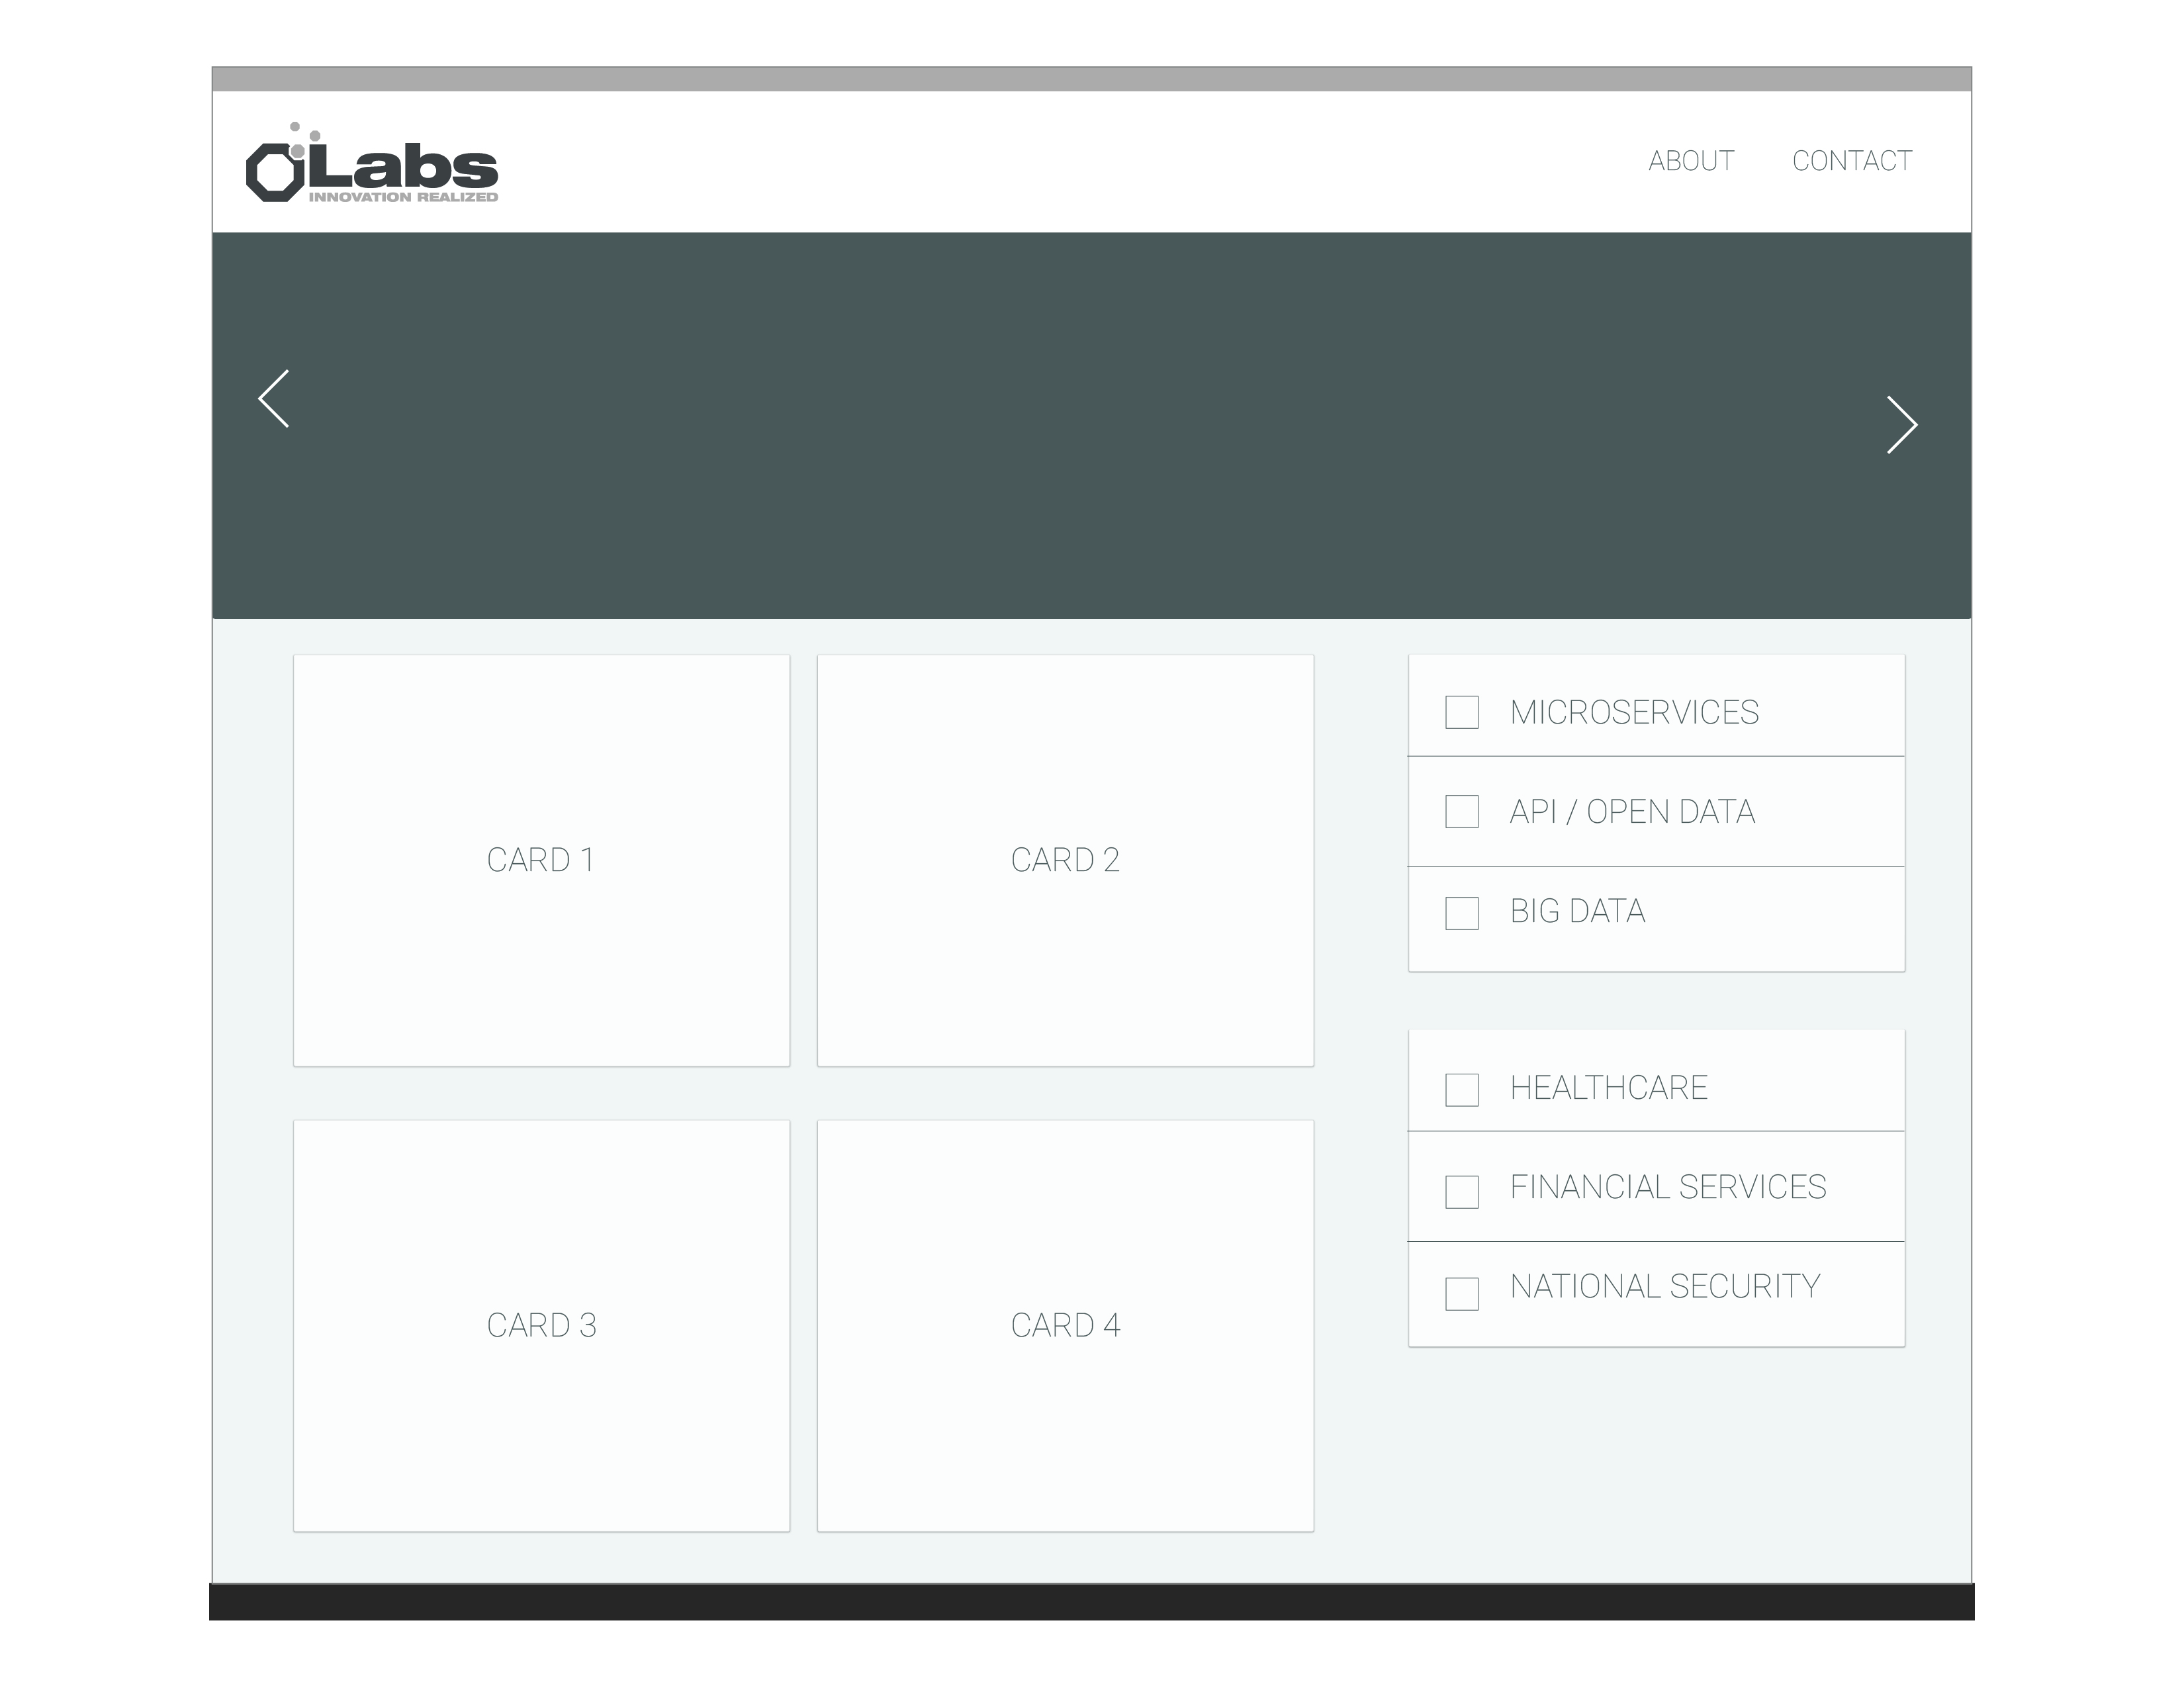 Labs
INNOVATION REALIZED
ABOUT
CONTACT
CARD 1
CARD 2
CARD 3
CARD 4
MICROSERVICES
API / OPEN DATA
BIG DATA
HEALTHCARE
FINANCIAL SERVICES
NATIONAL SECURITY